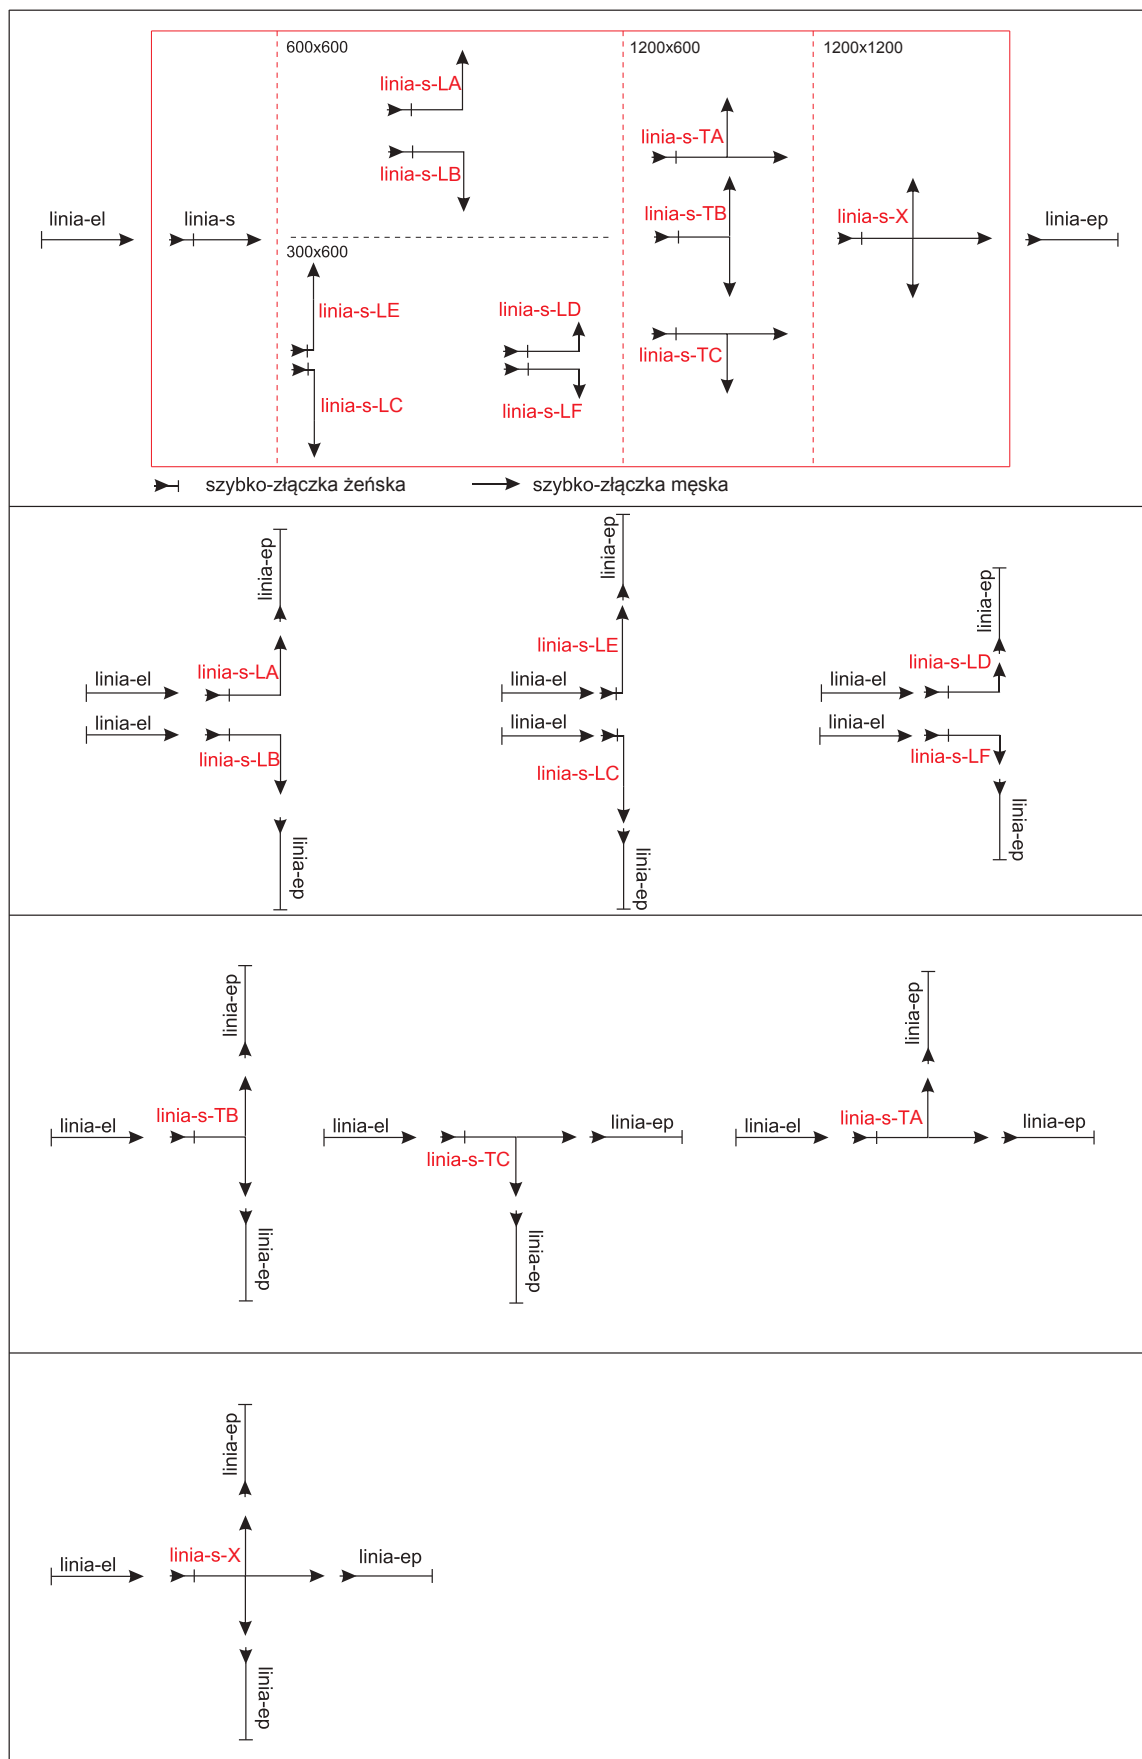 600x600
1200x600
1200x1200
linia-s-LA
linia-s-TA
linia-s-LB
linia-el
linia-s
linia-s-TB
linia-s-X
linia-ep
300x600
linia-s-LE
linia-s-LD
linia-s-TC
linia-s-LC
linia-s-LF
szybko-złączka żeńska
szybko-złączka męska
linia-ep
linia-ep
linia-ep
linia-s-LA
linia-s-LE
linia-s-LD
linia-el
linia-el
linia-el
linia-el
linia-el
linia-el
linia-s-LB
linia-s-LC
linia-s-LF
linia-ep
linia-ep
linia-ep
linia-ep
linia-ep
linia-el
linia-s-TB
linia-el
linia-ep
linia-el
linia-s-TA
linia-ep
linia-s-TC
linia-ep
linia-ep
linia-ep
linia-el
linia-s-X
linia-ep
linia-ep